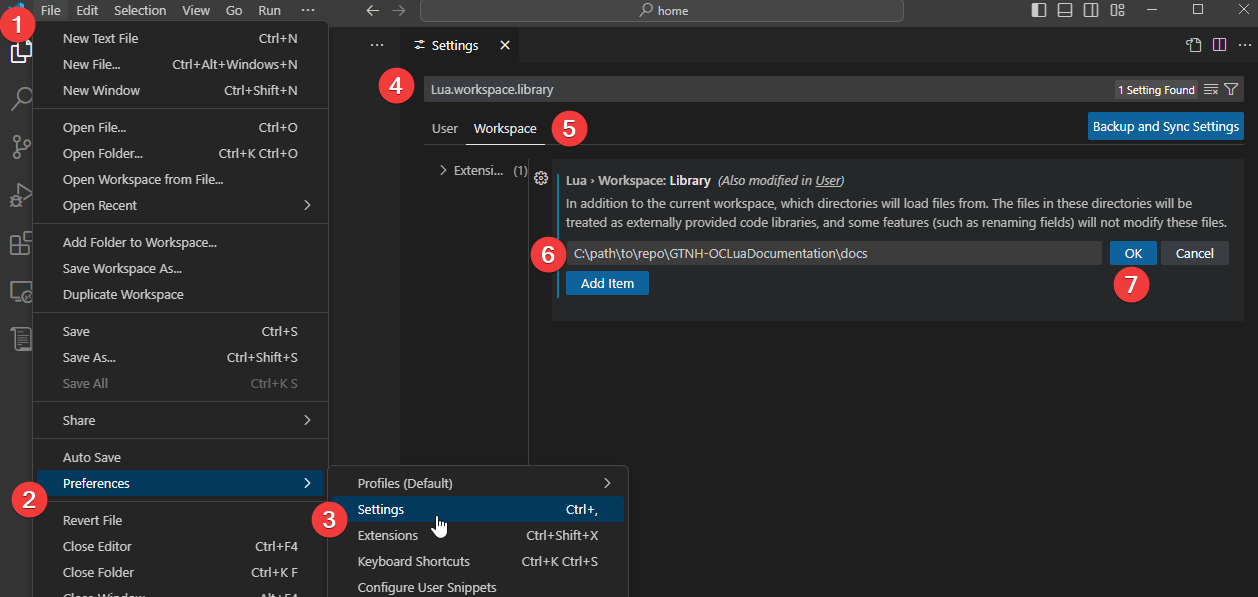 File Edit Selection View Go Run ···
home
1
New Text File Ctrl+N
New File... Ctrl+Alt+Windows+N
New Window Ctrl+Shift+N
Open File... Ctrl+O
Open Folder... Ctrl+K Ctrl+O
Open Workspace from File...
Open Recent
Add Folder to Workspace...
Save Workspace As...
Duplicate Workspace
Save Ctrl+S
Save As... Ctrl+Shift+S
Save All Ctrl+K S
Share
Auto Save
2
Preferences
Revert File
Close Editor Ctrl+F4
Close Folder Ctrl+K F
Close Window Alt+F4
3
Profiles (Default)
Settings Ctrl+,
Extensions Ctrl+Shift+X
Keyboard Shortcuts Ctrl+K Ctrl+S
Configure User Snippets
Settings
4
Lua.workspace.library
1 Setting Found
User Workspace
5
Backup and Sync Settings
Extensi... (1)
Lua › Workspace: Library (Also modified in User)
In addition to the current workspace, which directories will load files from. The files in these directories will be
treated as externally provided code libraries, and some features (such as renaming fields) will not modify these files.
6
C:\path\to\repo\GTNH-OCLuaDocumentation\docs
OK
Cancel
7
Add Item